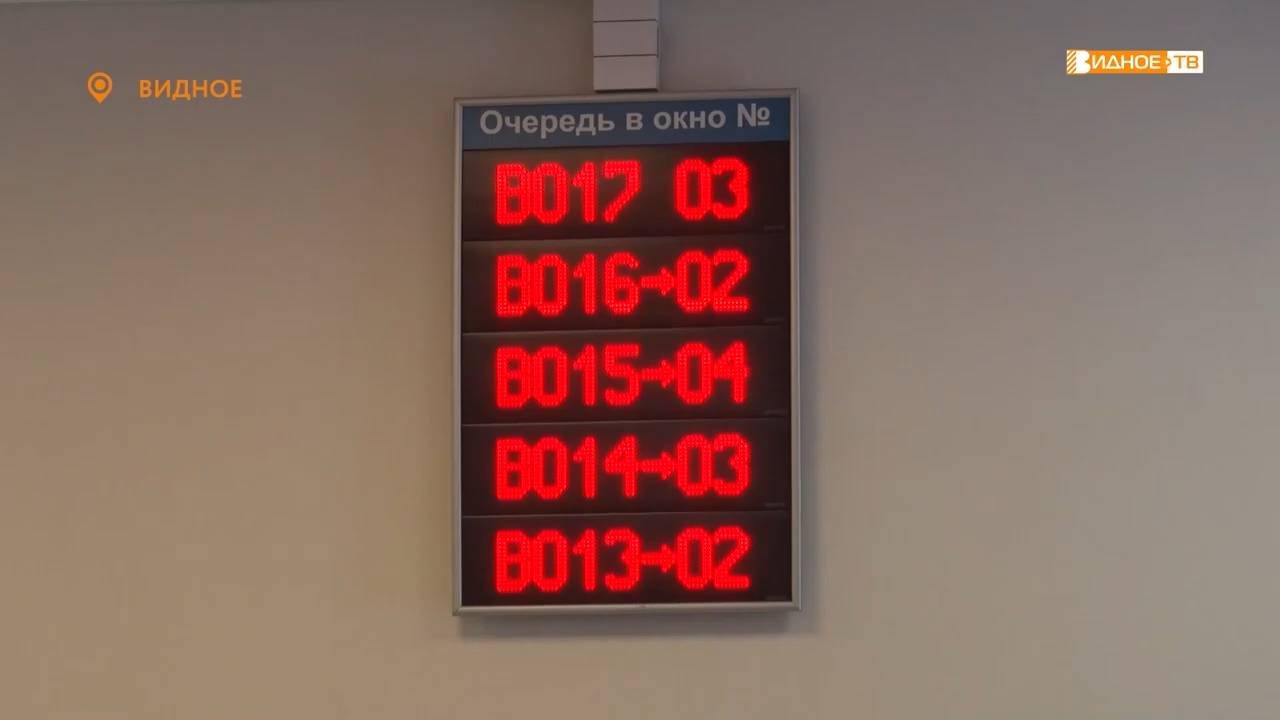 ВИДНОЕ
ВИДНОЕ ТВ
Очередь в окно №
В017 03
В016→02
В015→04
В014→03
В013→02